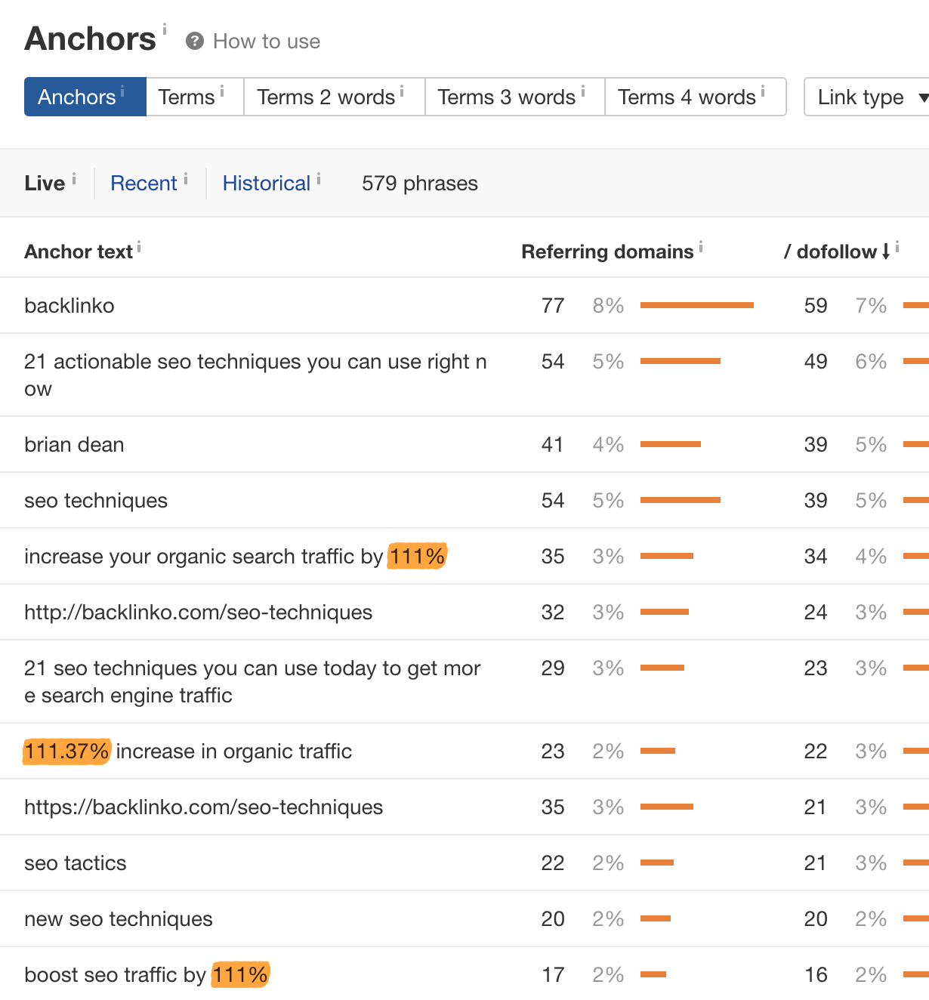 Anchors i ? How to use
Anchors i Terms i Terms 2 words i Terms 3 words i Terms 4 words i Link type
Live i Recent i Historical i 579 phrases
Anchor text i Referring domains i / dofollow ↓ i
backlinko 77 8% 59 7%
21 actionable seo techniques you can use right n 54 5% 49 6%
ow
brian dean 41 4% 39 5%
seo techniques 54 5% 39 5%
increase your organic search traffic by 111% 35 3% 34 4%
http://backlinko.com/seo-techniques 32 3% 24 3%
21 seo techniques you can use today to get mor 29 3% 23 3%
e search engine traffic
111.37% increase in organic traffic 23 2% 22 3%
https://backlinko.com/seo-techniques 35 3% 21 3%
seo tactics 22 2% 21 3%
new seo techniques 20 2% 20 2%
boost seo traffic by 111% 17 2% 16 2%